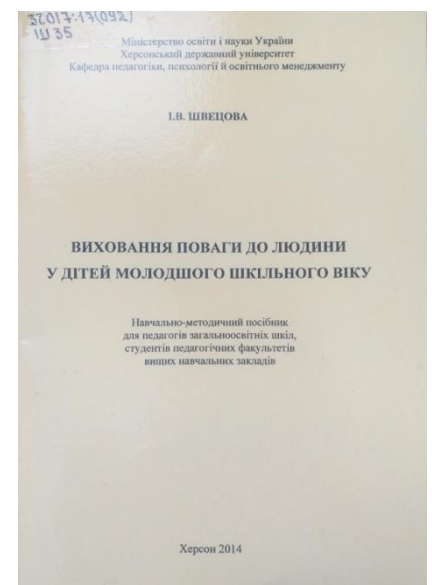 37.017:17(092)
Ш 35
Міністерство освіти і науки України
Херсонський державний університет
Кафедра педагогіки, психології й освітнього менеджменту
І.В. ШВЕЦОВА
ВИХОВАННЯ ПОВАГИ ДО ЛЮДИНИ
У ДІТЕЙ МОЛОДШОГО ШКІЛЬНОГО ВІКУ
Навчально-методичний посібник
для педагогів загальноосвітніх шкіл,
студентів педагогічних факультетів
вищих навчальних закладів
Херсон 2014